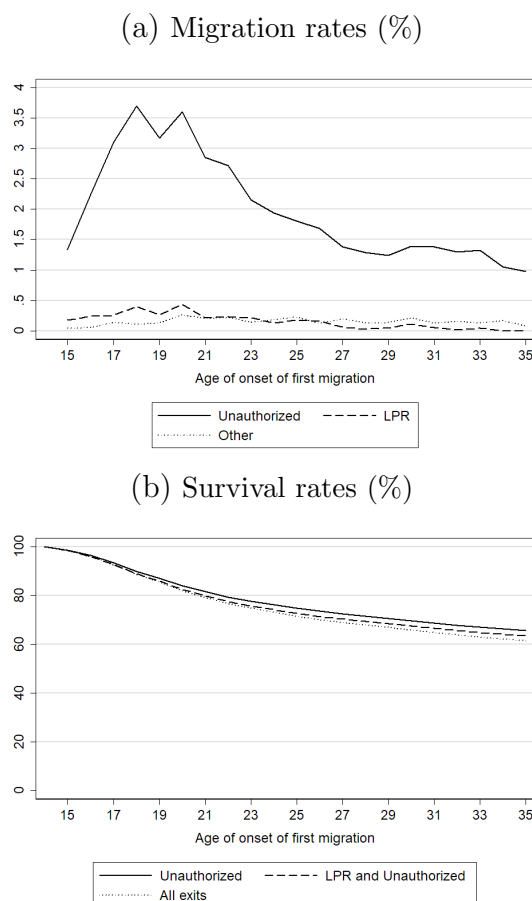 (a) Migration rates (%)
4
3.5
3
2.5
2
1.5
1
.5
0
15 17 19 21 23 25 27 29 31 33 35
Age of onset of first migration
Unauthorized LPR
Other
(b) Survival rates (%)
100
80
60
40
20
0
15 17 19 21 23 25 27 29 31 33 35
Age of onset of first migration
Unauthorized LPR and Unauthorized
All exits